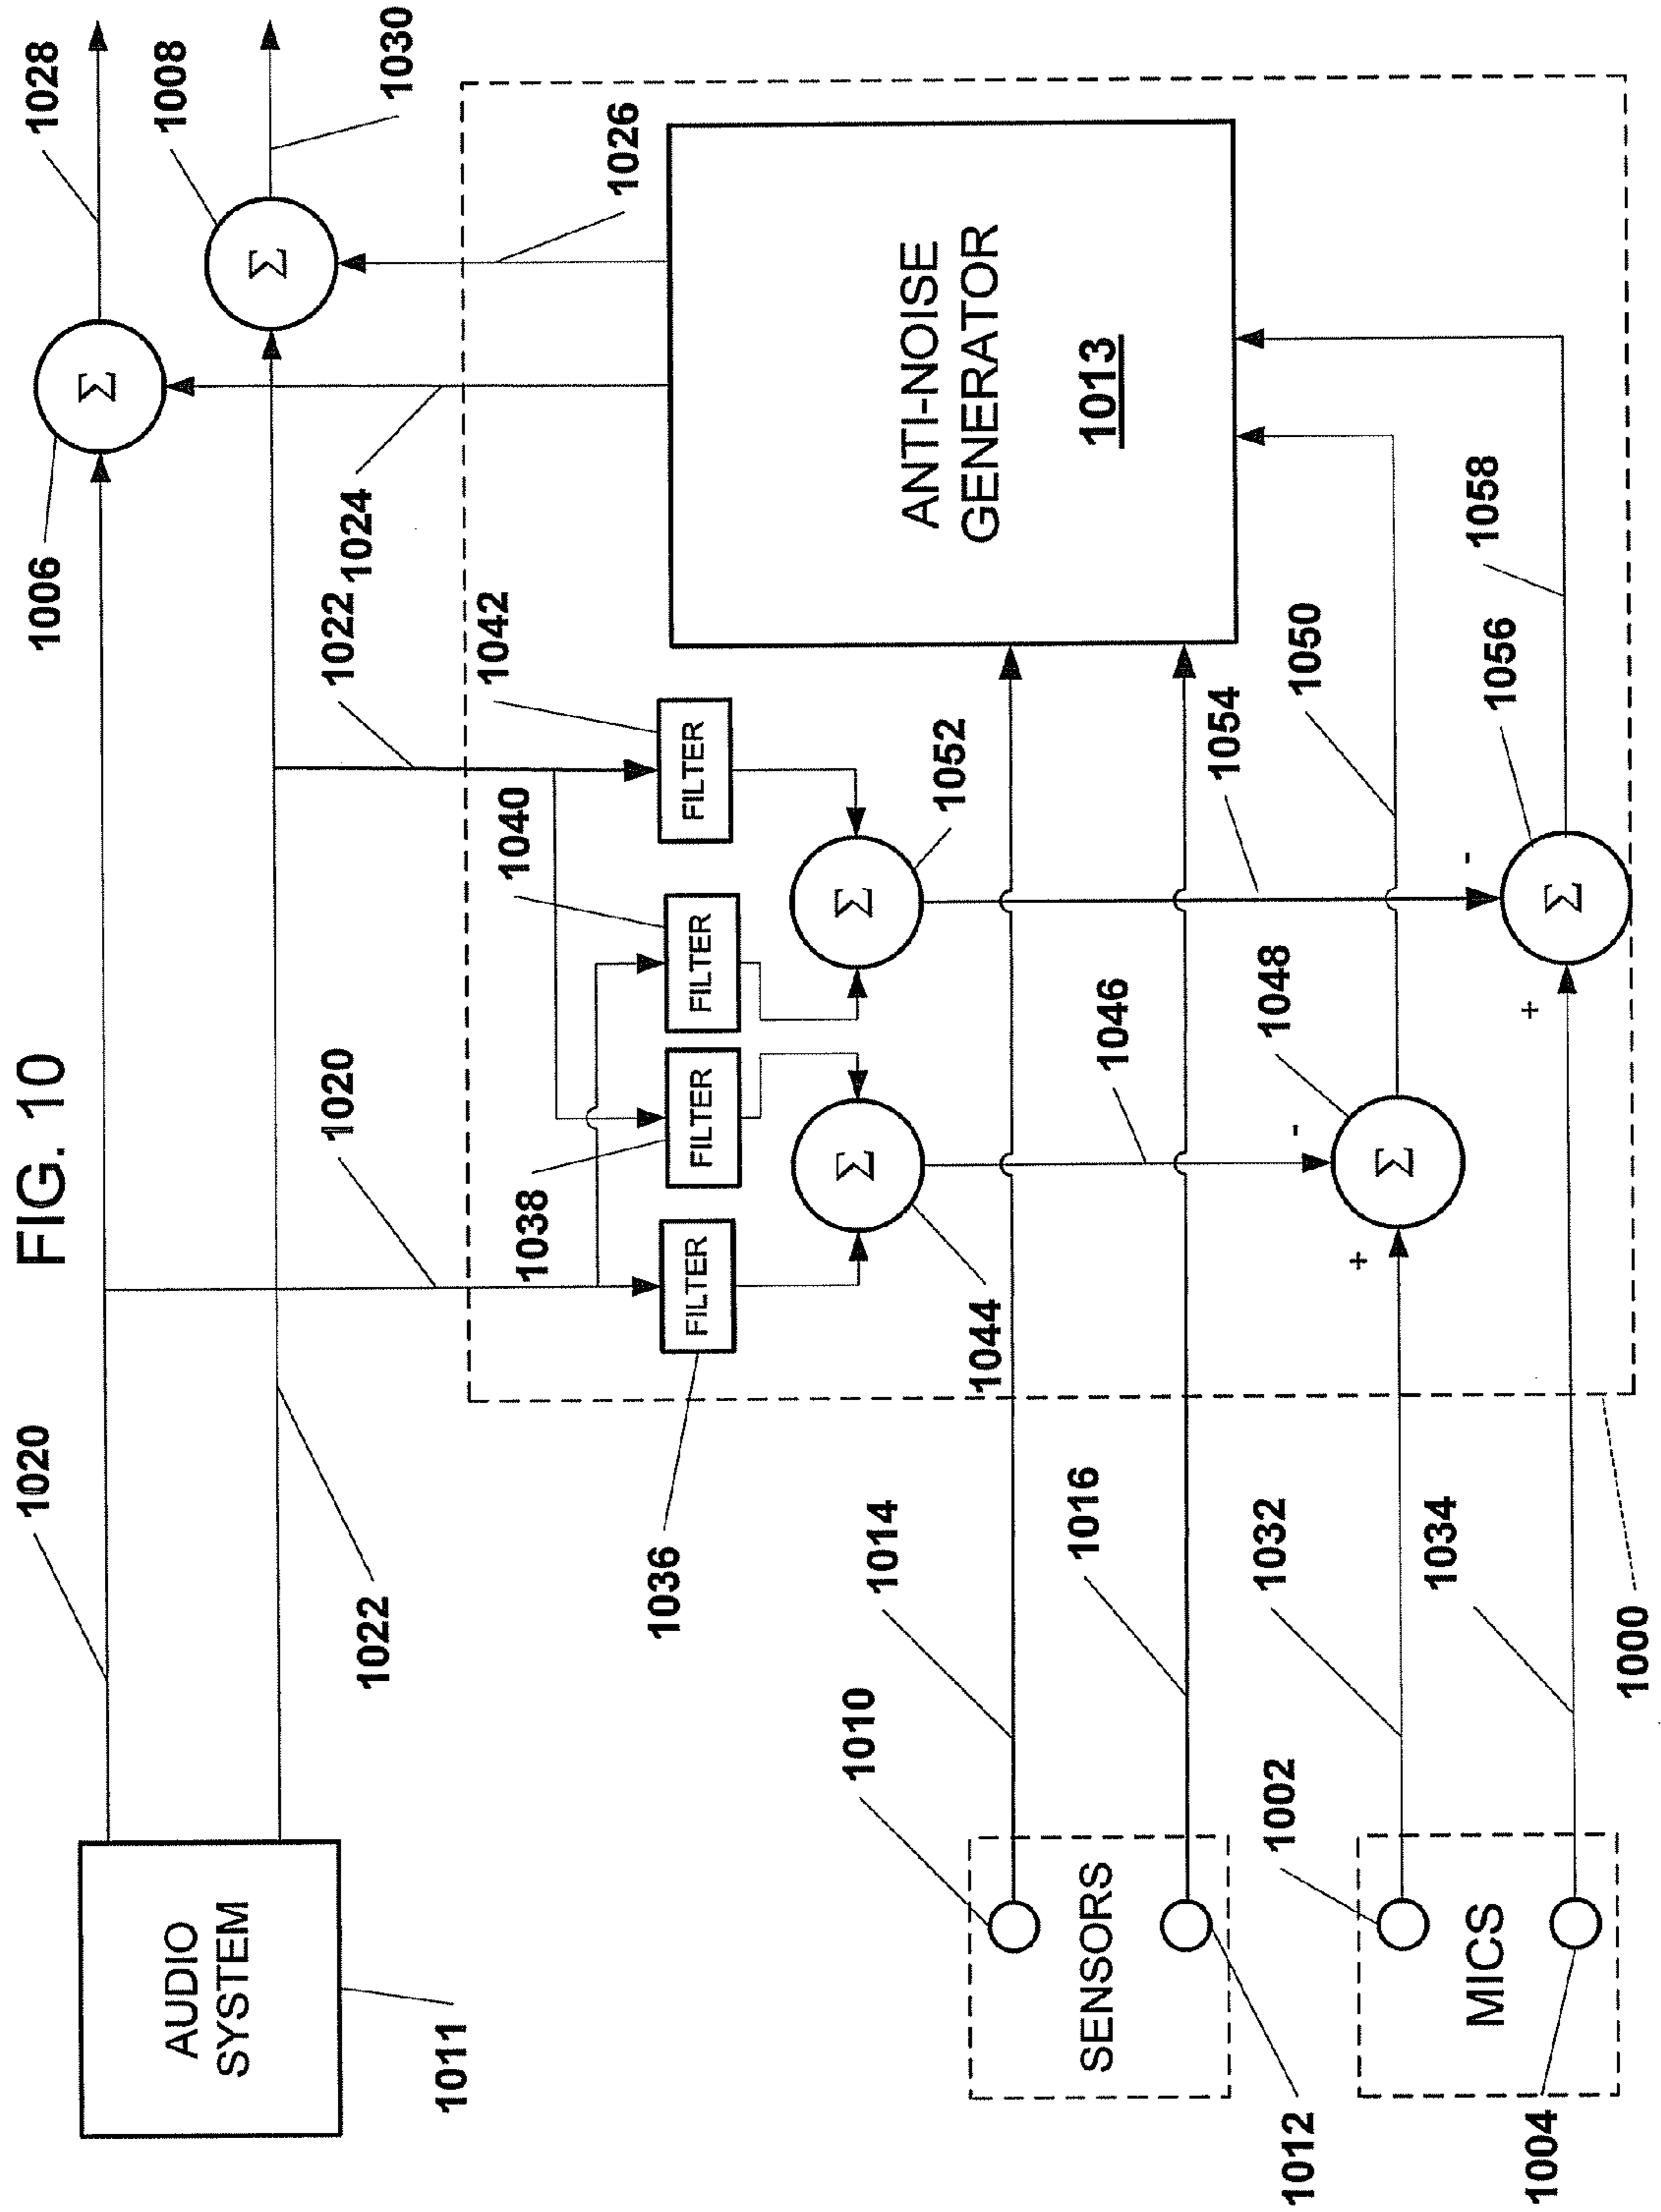 FIG. 10
1028
1008
1030
1006
1026
1024
1022
1042
1020
1040
1020
1022
1038
1036
FILTER
FILTER
FILTER
FILTER
Σ
Σ
Σ
Σ
ANTI-NOISE
GENERATOR
1013
1052
1044
1046
1054
1050
1058
1048
1056
Σ
Σ
+
-
+
-
AUDIO
SYSTEM
1011
1014
1016
1032
1034
1000
1010
1012
SENSORS
1002
1004
MICS